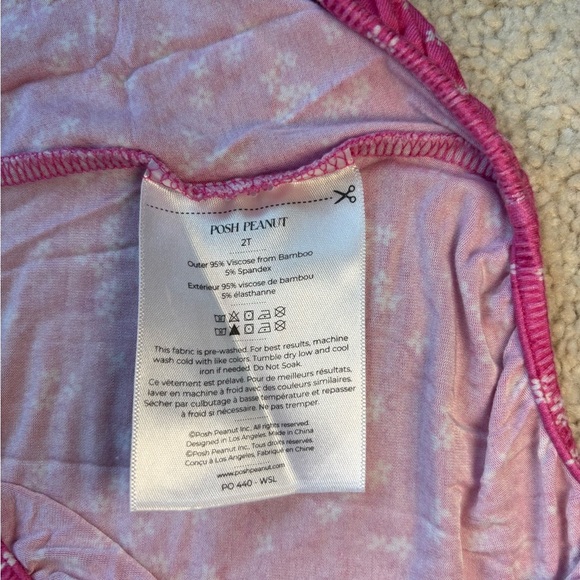 POSH PEANUT
2T
Outer 95% Viscose from Bamboo
5% Spandex
Extérieur 95% viscose de bambou
5% élasthanne
This fabric is pre-washed. For best results, machine
wash cold with like colors. Tumble dry low and cool
iron if needed. Do Not Soak.
Ce vêtement est prélavé. Pour de meilleurs résultats,
laver en machine à froid avec des couleurs similaires.
Sécher par culbutage à basse température et repasser
à froid si nécessaire. Ne pas tremper.
©Posh Peanut Inc. All rights reserved.
Designed in Los Angeles. Made in China
©Posh Peanut Inc. Tous droits réservés.
Conçu à Los Angeles, Fabriqué en Chine
www.poshpeanut.com
PO 440 - WSL